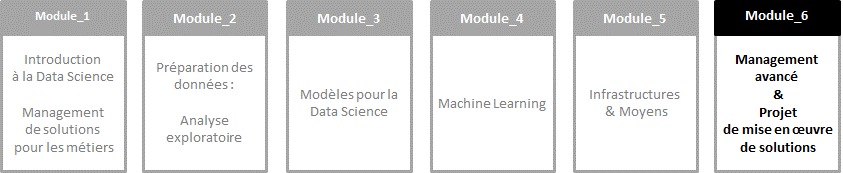 Module_1
Introduction
à la Data Science
Management
de solutions
pour les métiers
Module_2
Préparation des
données :
Analyse
exploratoire
Module_3
Modèles pour la
Data Science
Module_4
Machine Learning
Module_5
Infrastructures
& Moyens
Module_6
Management
avancé
&
Projet
de mise en œuvre
de solutions